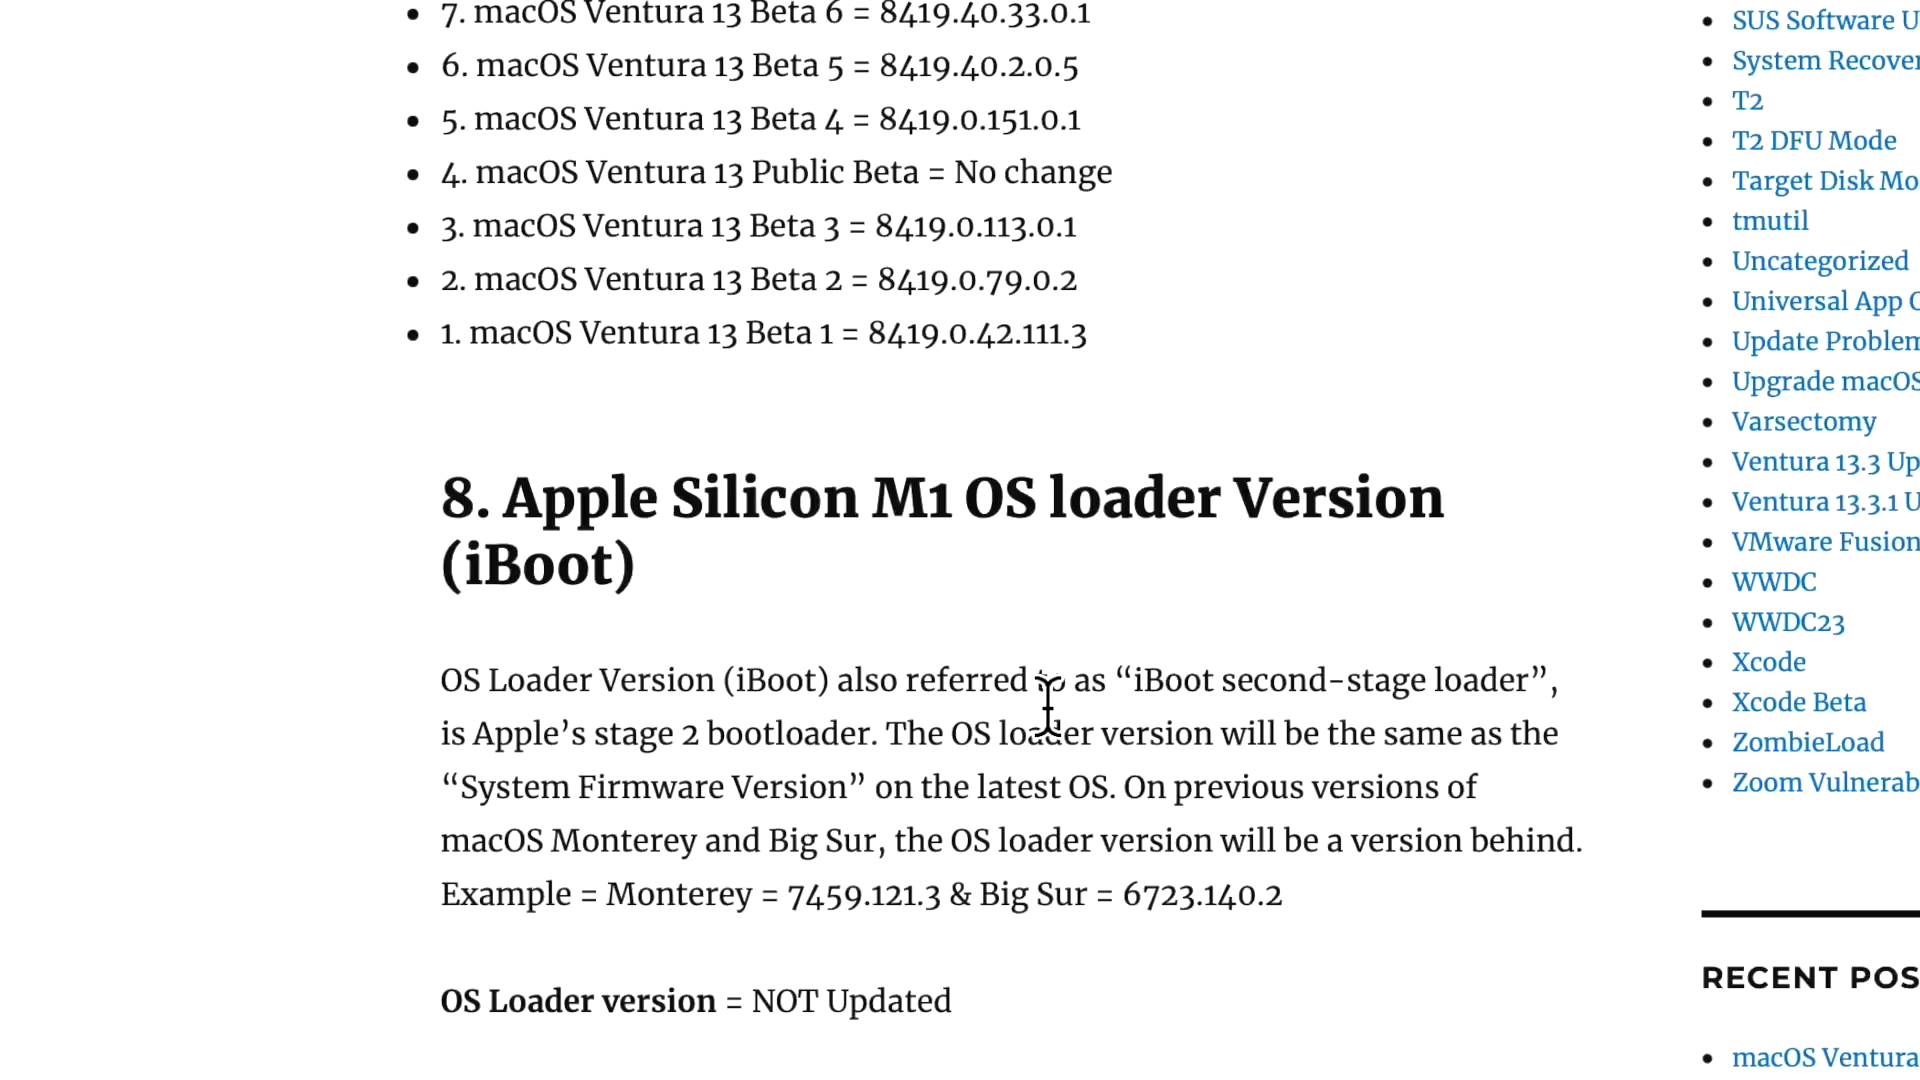 7. macOS Ventura 13 Beta 6 = 8419.40.33.0.1
6. macOS Ventura 13 Beta 5 = 8419.40.2.0.5
5. macOS Ventura 13 Beta 4 = 8419.0.151.0.1
4. macOS Ventura 13 Public Beta = No change
3. macOS Ventura 13 Beta 3 = 8419.0.113.0.1
2. macOS Ventura 13 Beta 2 = 8419.0.79.0.2
1. macOS Ventura 13 Beta 1 = 8419.0.42.111.3
8. Apple Silicon M1 OS loader Version
(iBoot)
OS Loader Version (iBoot) also referred to as “iBoot second-stage loader”,
is Apple’s stage 2 bootloader. The OS loader version will be the same as the
“System Firmware Version” on the latest OS. On previous versions of
macOS Monterey and Big Sur, the OS loader version will be a version behind.
Example = Monterey = 7459.121.3 & Big Sur = 6723.140.2
OS Loader version = NOT Updated
SUS Software U
System Recover
T2
T2 DFU Mode
Target Disk Mo
tmutil
Uncategorized
Universal App
Update Problem
Upgrade macOS
Varsectomy
Ventura 13.3 Up
Ventura 13.3.1 U
VMware Fusion
WWDC
WWDC23
Xcode
Xcode Beta
ZombieLoad
Zoom Vulnerab
RECENT POS
macOS Ventura